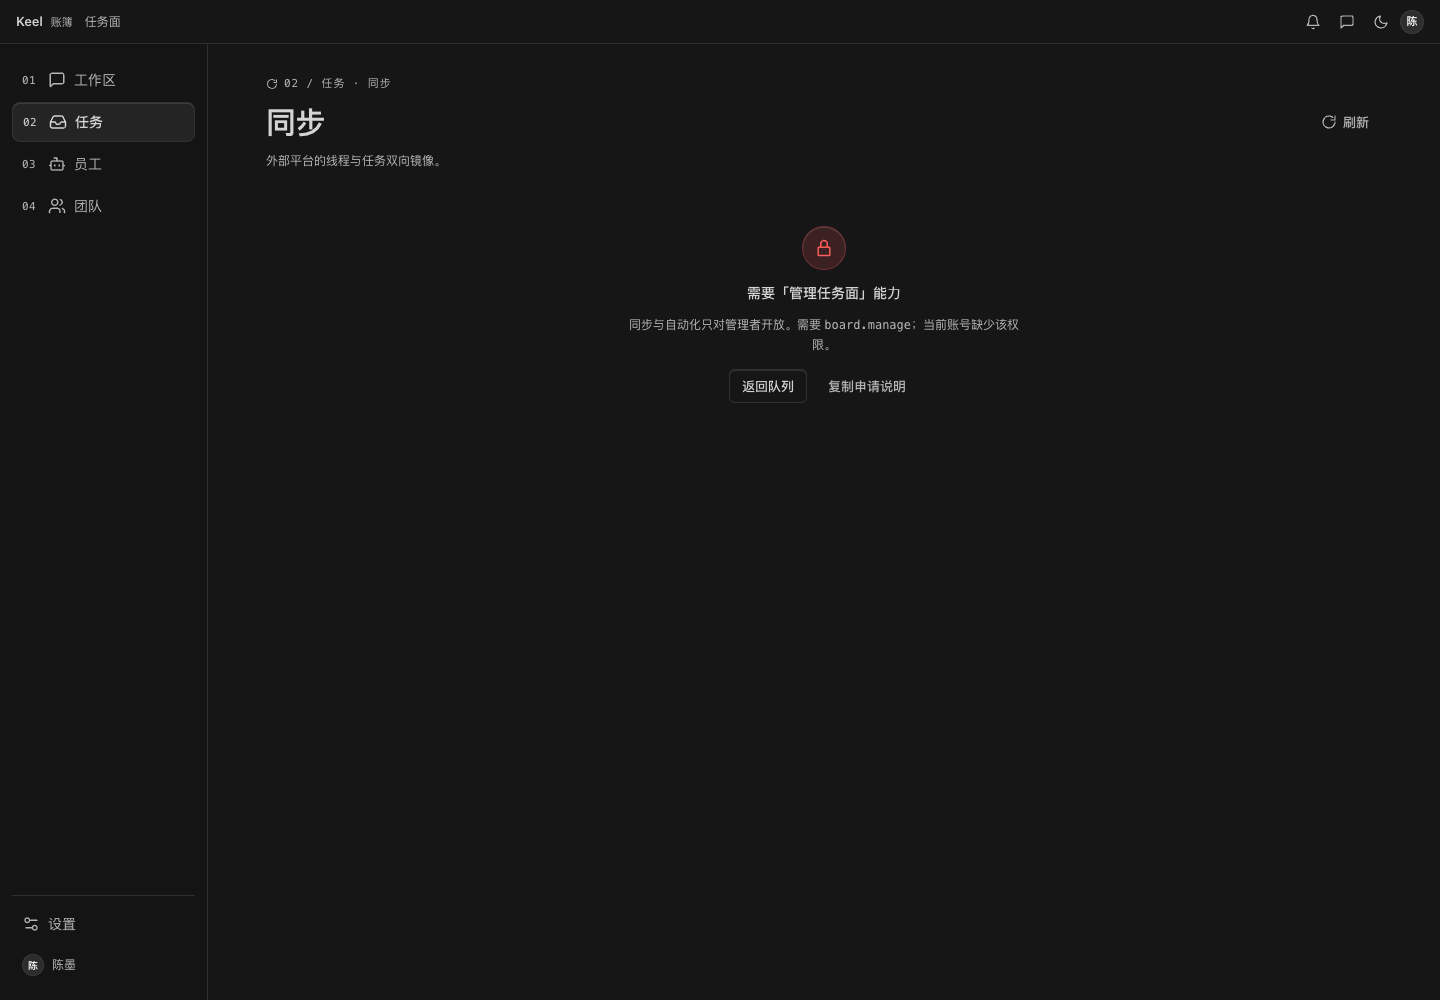 Keel 账簿 任务面
陈
01 工作区
02 任务
03 员工
04 团队
02 / 任务 · 同步
同步
刷新
外部平台的线程与任务双向镜像。
需要「管理任务面」能力
同步与自动化只对管理者开放。需要 board.manage；当前账号缺少该权
限。
返回队列 复制申请说明
设置
陈 陈墨